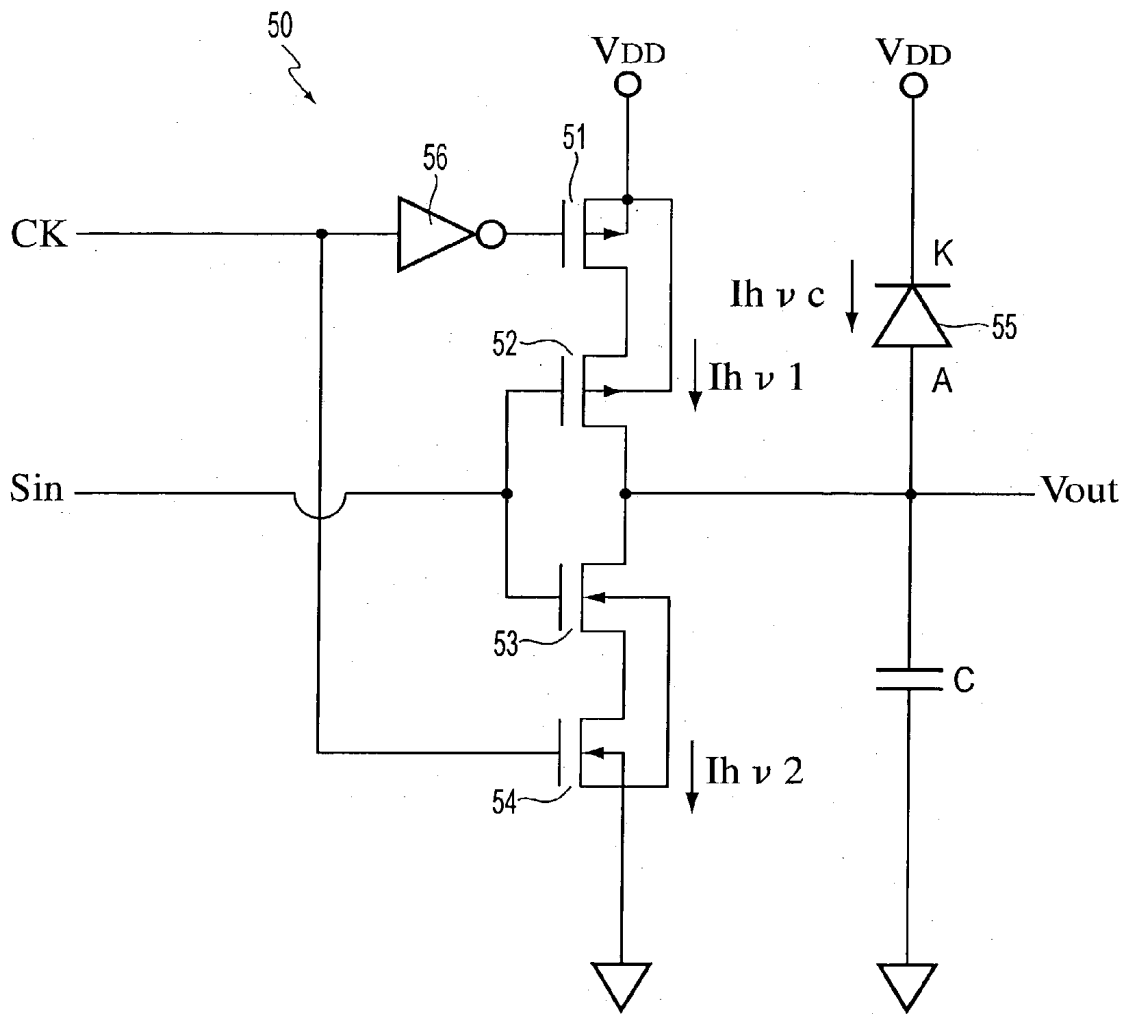 50
VDD
VDD
51
56
CK
K
Ih ν c
55
52
Ih ν 1
A
Sin
Vout
53
C
Ih ν 2
54